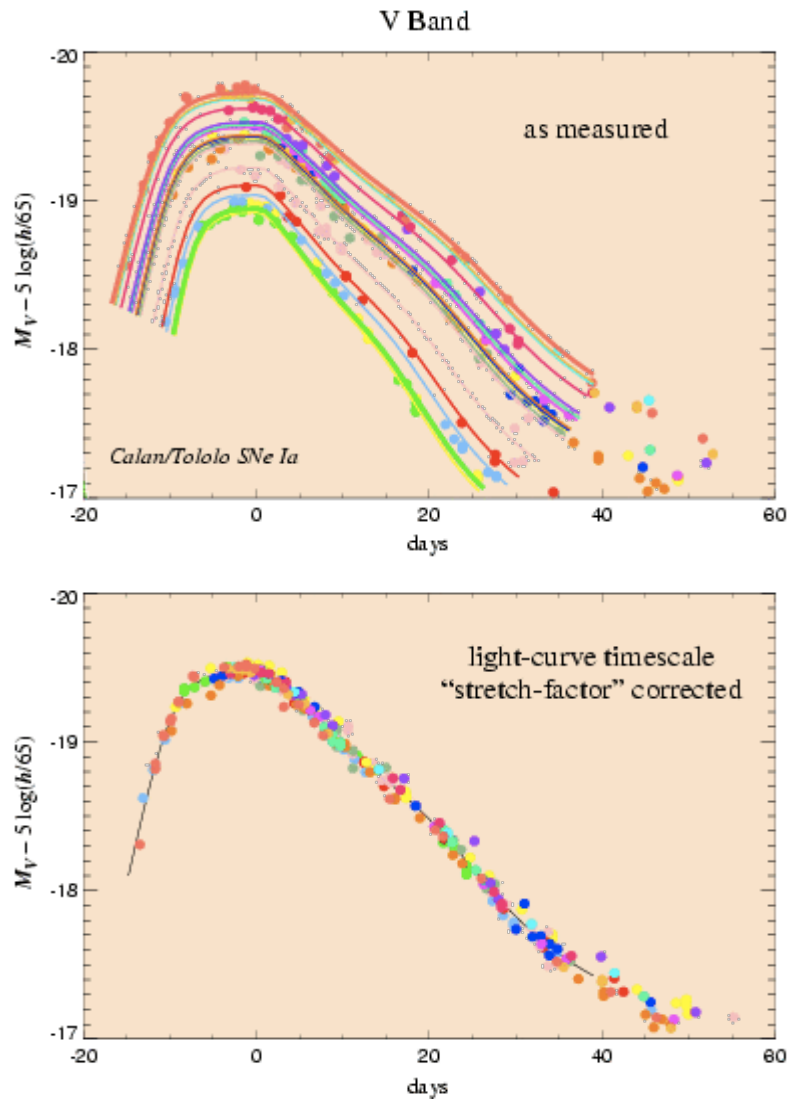 V Band
-20
as measured
-19
M_V – 5 log(h/65)
-18
Calan/Tololo SNe Ia
-17
-20 0 20 40 60
days
-20
light-curve timescale
“stretch-factor” corrected
-19
M_V – 5 log(h/65)
-18
-17
-20 0 20 40 60
days